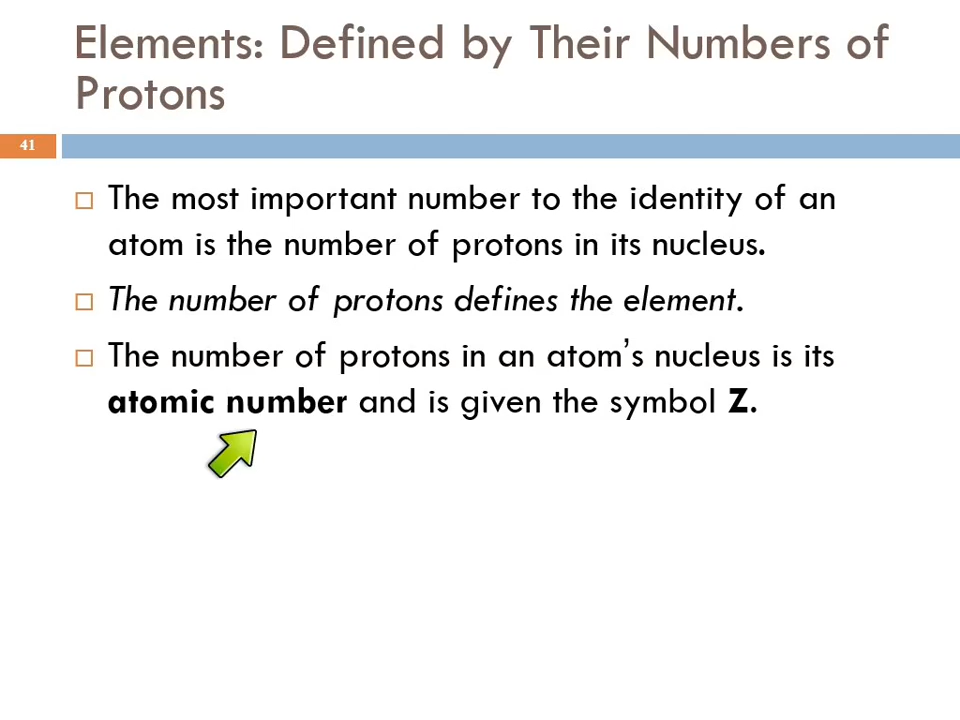 Elements: Defined by Their Numbers of
Protons
41
The most important number to the identity of an
atom is the number of protons in its nucleus.
The number of protons defines the element.
The number of protons in an atom’s nucleus is its
atomic number and is given the symbol Z.